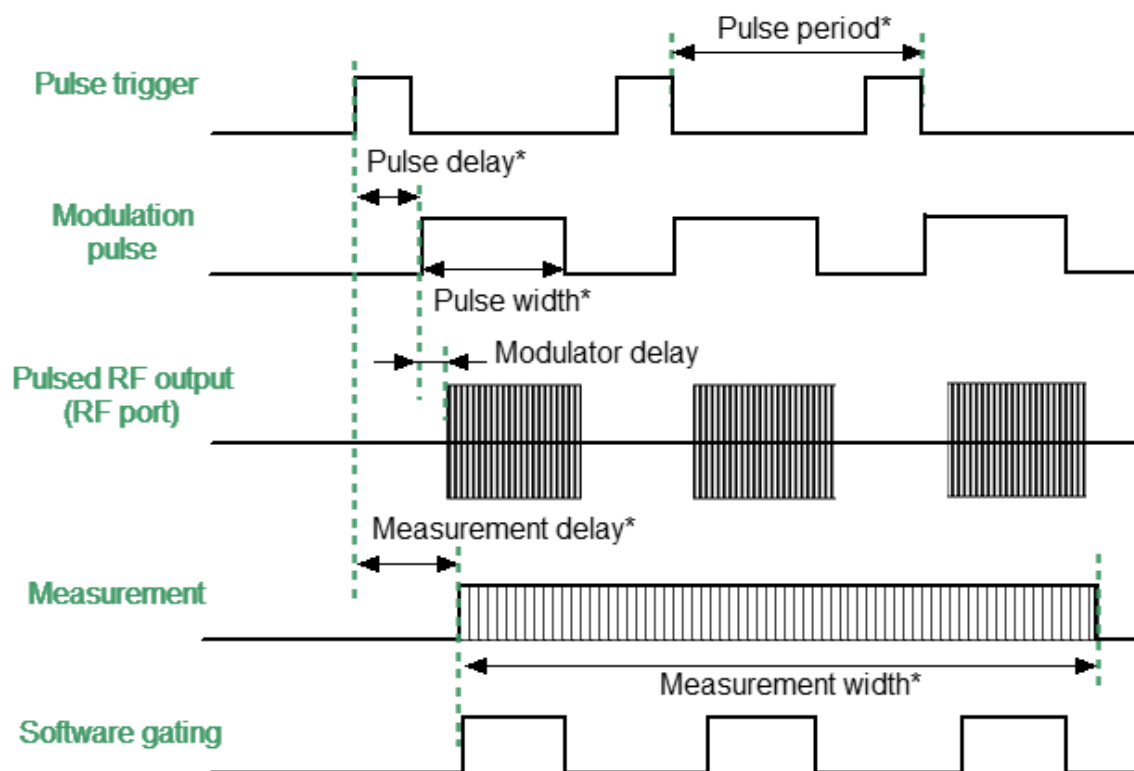 Pulse period*
Pulse trigger
Pulse delay*
Modulation
pulse
Pulse width*
Modulator delay
Pulsed RF output
(RF port)
Measurement delay*
Measurement
Measurement width*
Software gating